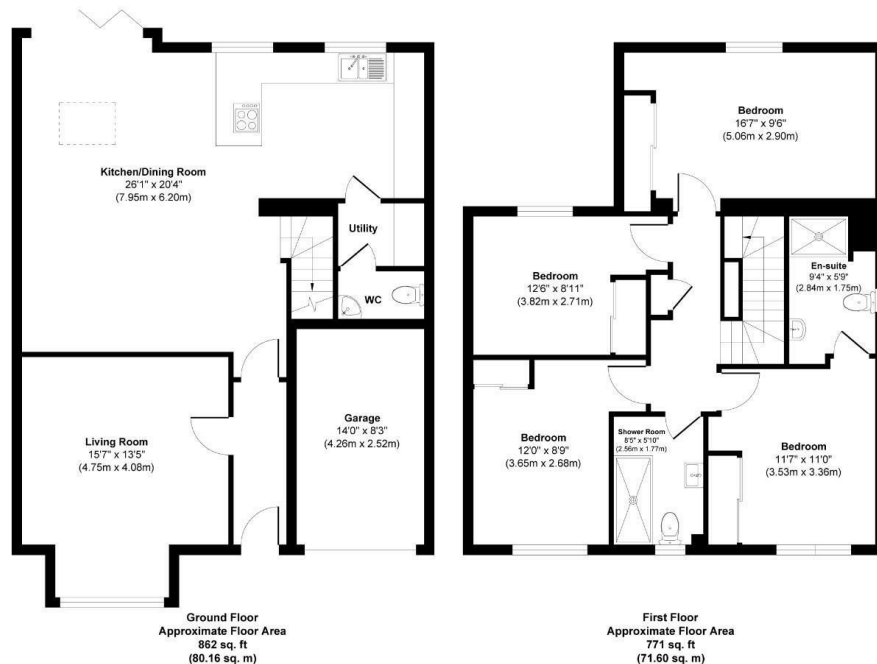 Kitchen/Dining Room
26'1" x 20'4"
(7.95m x 6.20m)
Utility
WC
Living Room
15'7" x 13'5"
(4.75m x 4.08m)
Garage
14'0" x 8'3"
(4.26m x 2.52m)
Ground Floor
Approximate Floor Area
862 sq. ft
(80.16 sq. m)
Bedroom
16'7" x 9'6"
(5.06m x 2.90m)
Bedroom
12'6" x 8'11"
(3.82m x 2.71m)
En-suite
9'4" x 5'9"
(2.84m x 1.75m)
Bedroom
12'0" x 8'9"
(3.65m x 2.68m)
Shower Room
8'5" x 5'10"
(2.56m x 1.77m)
Bedroom
11'7" x 11'0"
(3.53m x 3.36m)
First Floor
Approximate Floor Area
771 sq. ft
(71.60 sq. m)